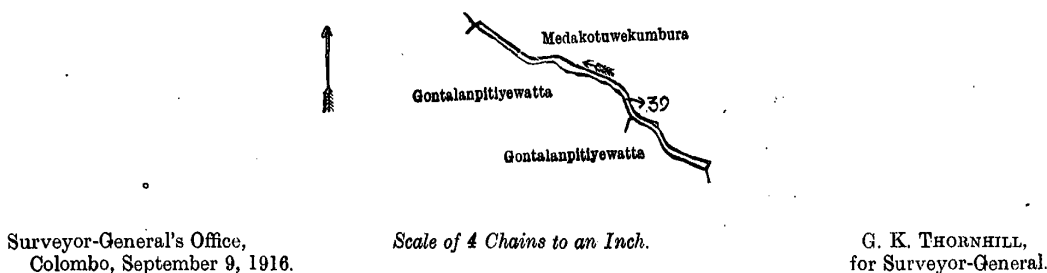 Medakotuwekumbura
Gontalanpitiyewatta
39
Gontalanpitiyewatta
Surveyor-General's Office,
Colombo, September 9, 1916.
Scale of 4 Chains to an Inch.
G. K. THORNHILL,
for Surveyor-General.